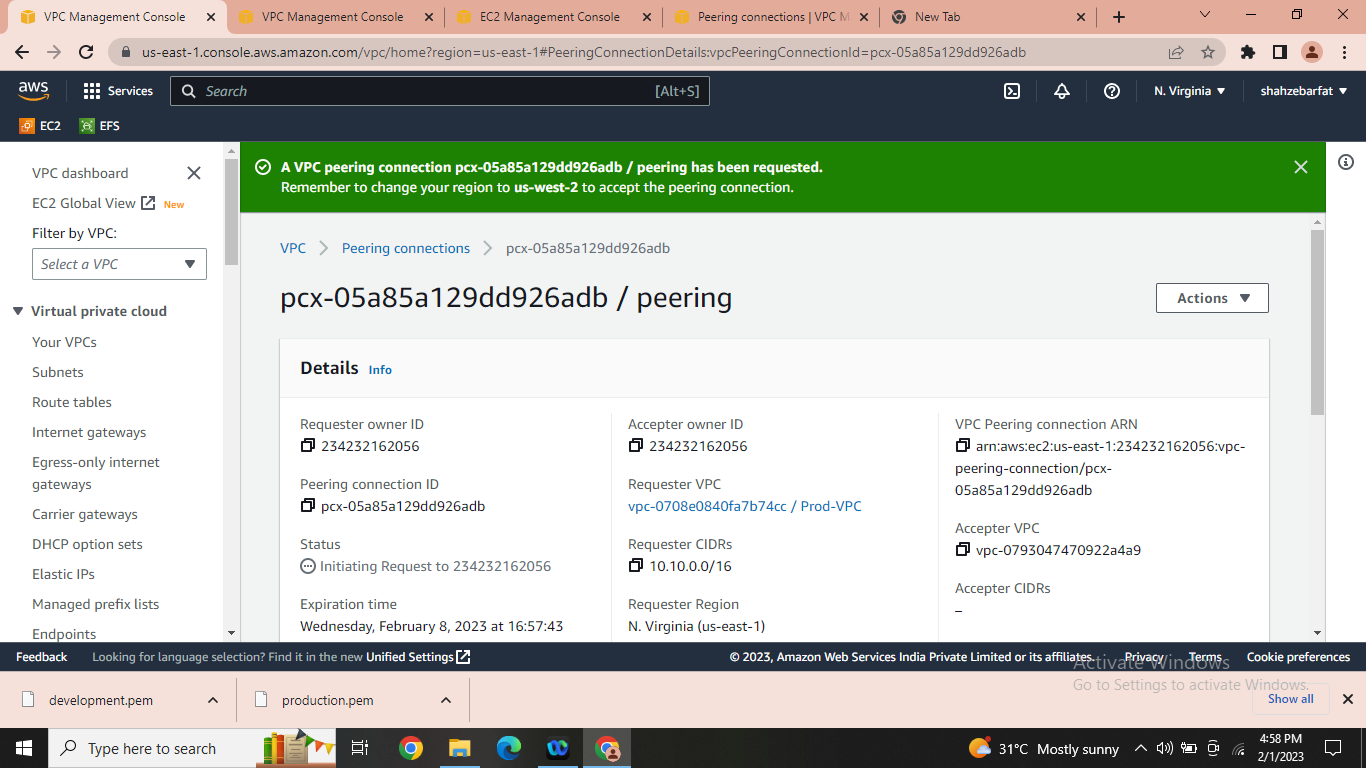 VPC Management Console
VPC Management Console
EC2 Management Console
Peering connections | VPC M
New Tab
us-east-1.console.aws.amazon.com/vpc/home?region=us-east-1#PeeringConnectionDetails:vpcPeeringConnectionId=pcx-05a85a129dd926adb
aws
Services
Search
[Alt+S]
N. Virginia
shahzebarfat
EC2
EFS
VPC dashboard
EC2 Global View New
Filter by VPC:
Select a VPC
Virtual private cloud
Your VPCs
Subnets
Route tables
Internet gateways
Egress-only internet
gateways
Carrier gateways
DHCP option sets
Elastic IPs
Managed prefix lists
Endpoints
A VPC peering connection pcx-05a85a129dd926adb / peering has been requested.
Remember to change your region to us-west-2 to accept the peering connection.
VPC
Peering connections
pcx-05a85a129dd926adb
pcx-05a85a129dd926adb / peering
Actions
Details Info
Requester owner ID
234232162056
Peering connection ID
pcx-05a85a129dd926adb
Status
Initiating Request to 234232162056
Expiration time
Wednesday, February 8, 2023 at 16:57:43
Accepter owner ID
234232162056
Requester VPC
vpc-0708e0840fa7b74cc / Prod-VPC
Requester CIDRs
10.10.0.0/16
Requester Region
N. Virginia (us-east-1)
VPC Peering connection ARN
arn:aws:ec2:us-east-1:234232162056:vpc-
peering-connection/pcx-
05a85a129dd926adb
Accepter VPC
vpc-0793047470922a4a9
Accepter CIDRs
–
Feedback
Looking for language selection? Find it in the new Unified Settings
© 2023, Amazon Web Services India Private Limited or its affiliates.
Privacy
Terms
Cookie preferences
Activate Windows
Go to Settings to activate Windows.
development.pem
production.pem
Show all
Type here to search
31°C Mostly sunny
4:58 PM
2/1/2023